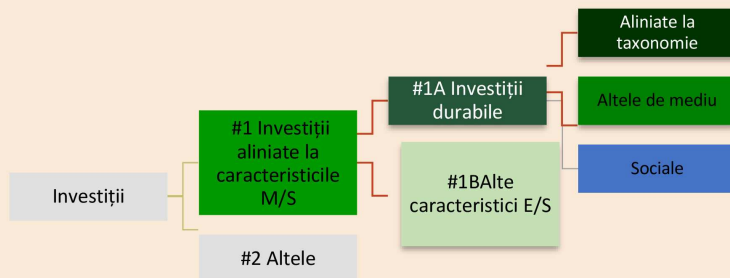 Investiții
#1 Investiții
aliniate la
caracteristicile
M/S
#2 Altele
#1A Investiții
durabile
#1BAlte
caracteristici E/S
Aliniate la
taxonomie
Altele de mediu
Sociale